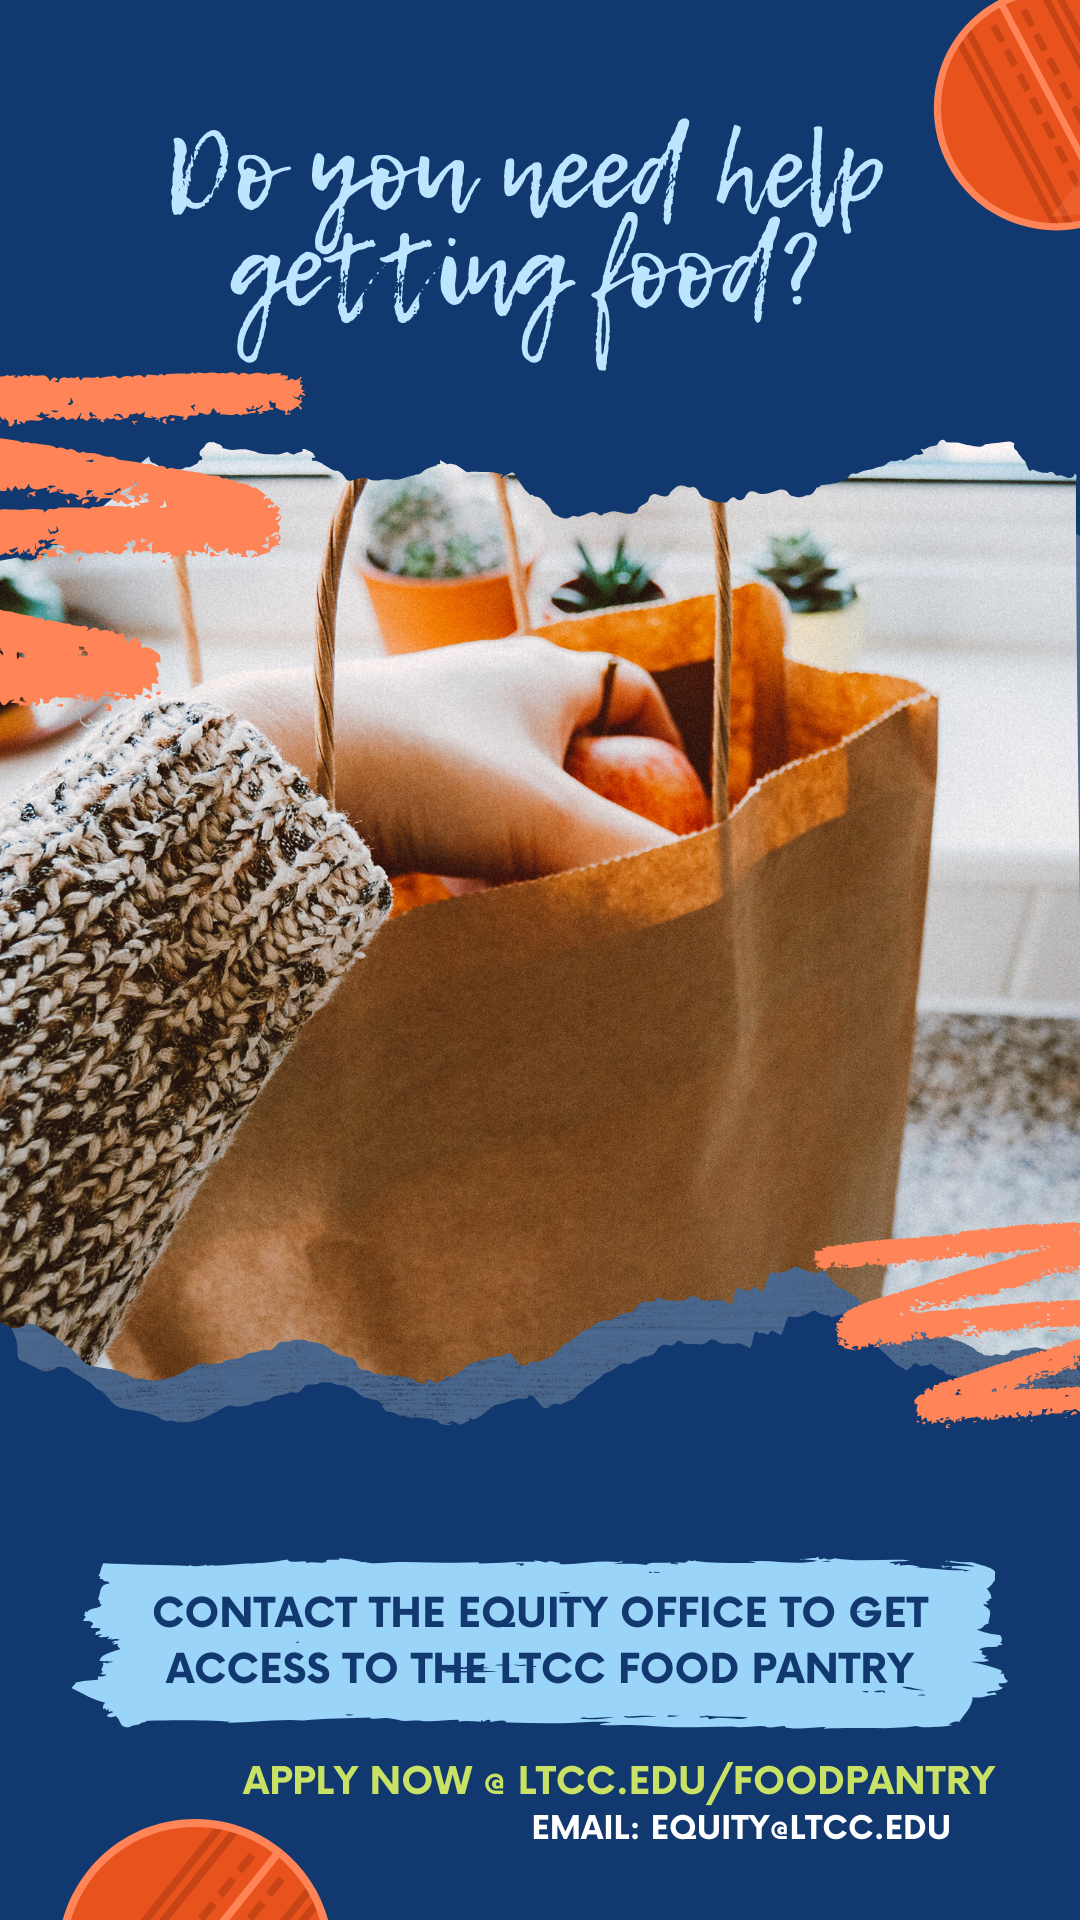 Do you need help
getting food?
CONTACT THE EQUITY OFFICE TO GET
ACCESS TO THE LTCC FOOD PANTRY
APPLY NOW @ LTCC.EDU/FOODPANTRY
EMAIL: EQUITY@LTCC.EDU